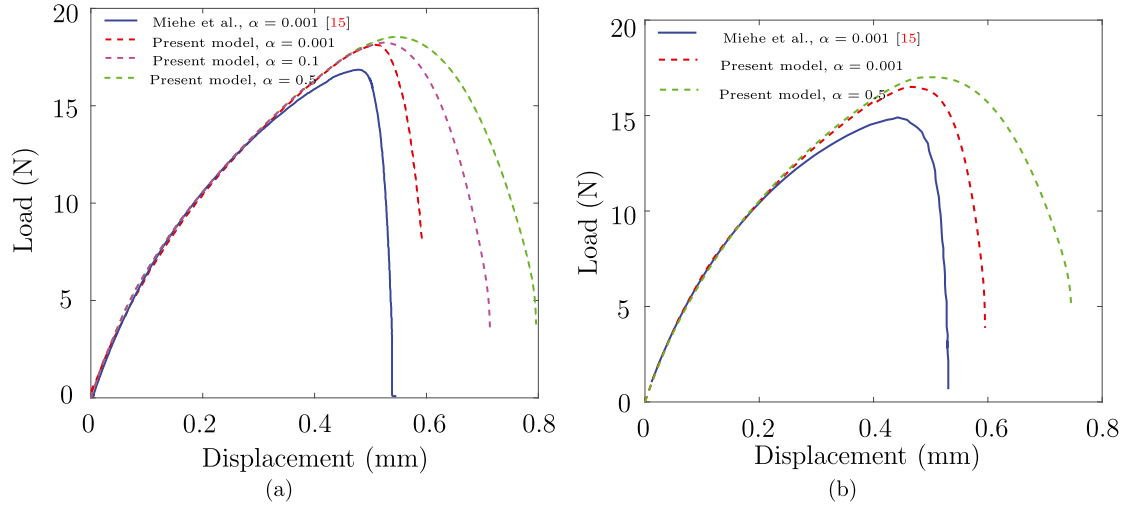 Miehe et al., α = 0.001 [15]
Present model, α = 0.001
Present model, α = 0.1
Present model, α = 0.5
20
15
10
5
0
Load (N)
0 0.2 0.4 0.6 0.8
Displacement (mm)
(a)
Miehe et al., α = 0.001 [15]
Present model, α = 0.001
Present model, α = 0.5
20
15
10
5
0
Load (N)
0 0.2 0.4 0.6 0.8
Displacement (mm)
(b)